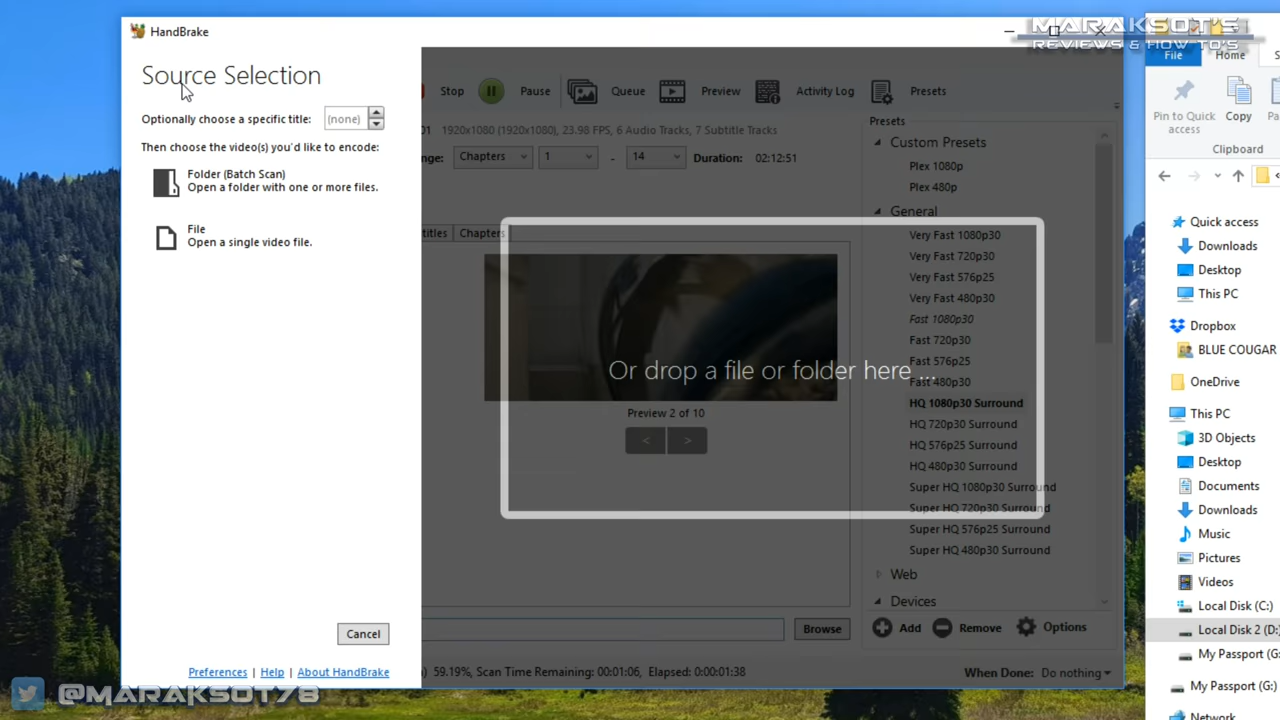 HandBrake
MARAKSOT'S
REVIEWS & HOW TO'S
Source Selection
Optionally choose a specific title:
(none)
Then choose the video(s) you'd like to encode:
Folder (Batch Scan)
Open a folder with one or more files.
File
Open a single video file.
Cancel
Preferences | Help | About HandBrake
@MARAKSOT78
Stop
Pause
Queue
Preview
Activity Log
Presets
01 1920x1080 (1920x1080), 23.98 FPS, 6 Audio Tracks, 7 Subtitle Tracks
nge:
Chapters
1
-
14
Duration:
02:12:51
titles
Chapters
Or drop a file or folder here ...
Preview 2 of 10
<
>
Browse
59.19%, Scan Time Remaining: 00:01:06, Elapsed: 0:00:01:38
When Done: Do nothing
Presets
Custom Presets
Plex 1080p
Plex 480p
General
Very Fast 1080p30
Very Fast 720p30
Very Fast 576p25
Very Fast 480p30
Fast 1080p30
Fast 720p30
Fast 576p25
Fast 480p30
HQ 1080p30 Surround
HQ 720p30 Surround
HQ 576p25 Surround
HQ 480p30 Surround
Super HQ 1080p30 Surround
Super HQ 720p30 Surround
Super HQ 576p25 Surround
Super HQ 480p30 Surround
Web
Devices
Add
Remove
Options
File
Home
Pin to Quick
access
Copy
Clipboard
Quick access
Downloads
Desktop
This PC
Dropbox
BLUE COUGAR
OneDrive
This PC
3D Objects
Desktop
Documents
Downloads
Music
Pictures
Videos
Local Disk (C:)
Local Disk 2 (D:
My Passport (G:
My Passport (G:)
Network